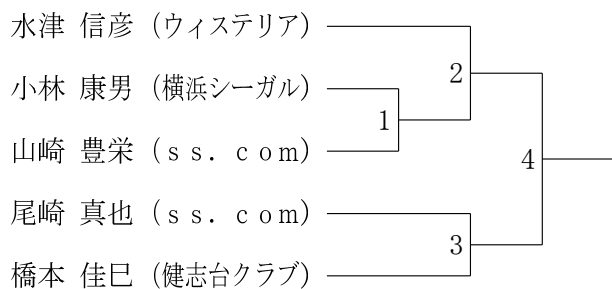 水津 信彦（ウィステリア）
2
小林 康男（横浜シーガル）
1
山崎 豊栄（ｓｓ．ｃｏｍ）
4
尾崎 真也（ｓｓ．ｃｏｍ）
3
橋本 佳巳（健志台クラブ）